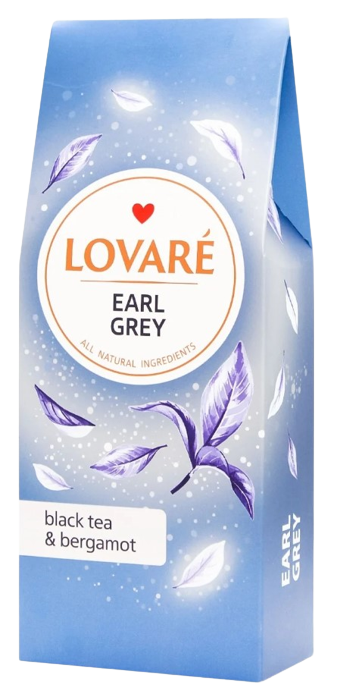 LOVARÉ
EARL
GREY
ALL NATURAL INGREDIENTS
black tea
& bergamot
EARL
GREY